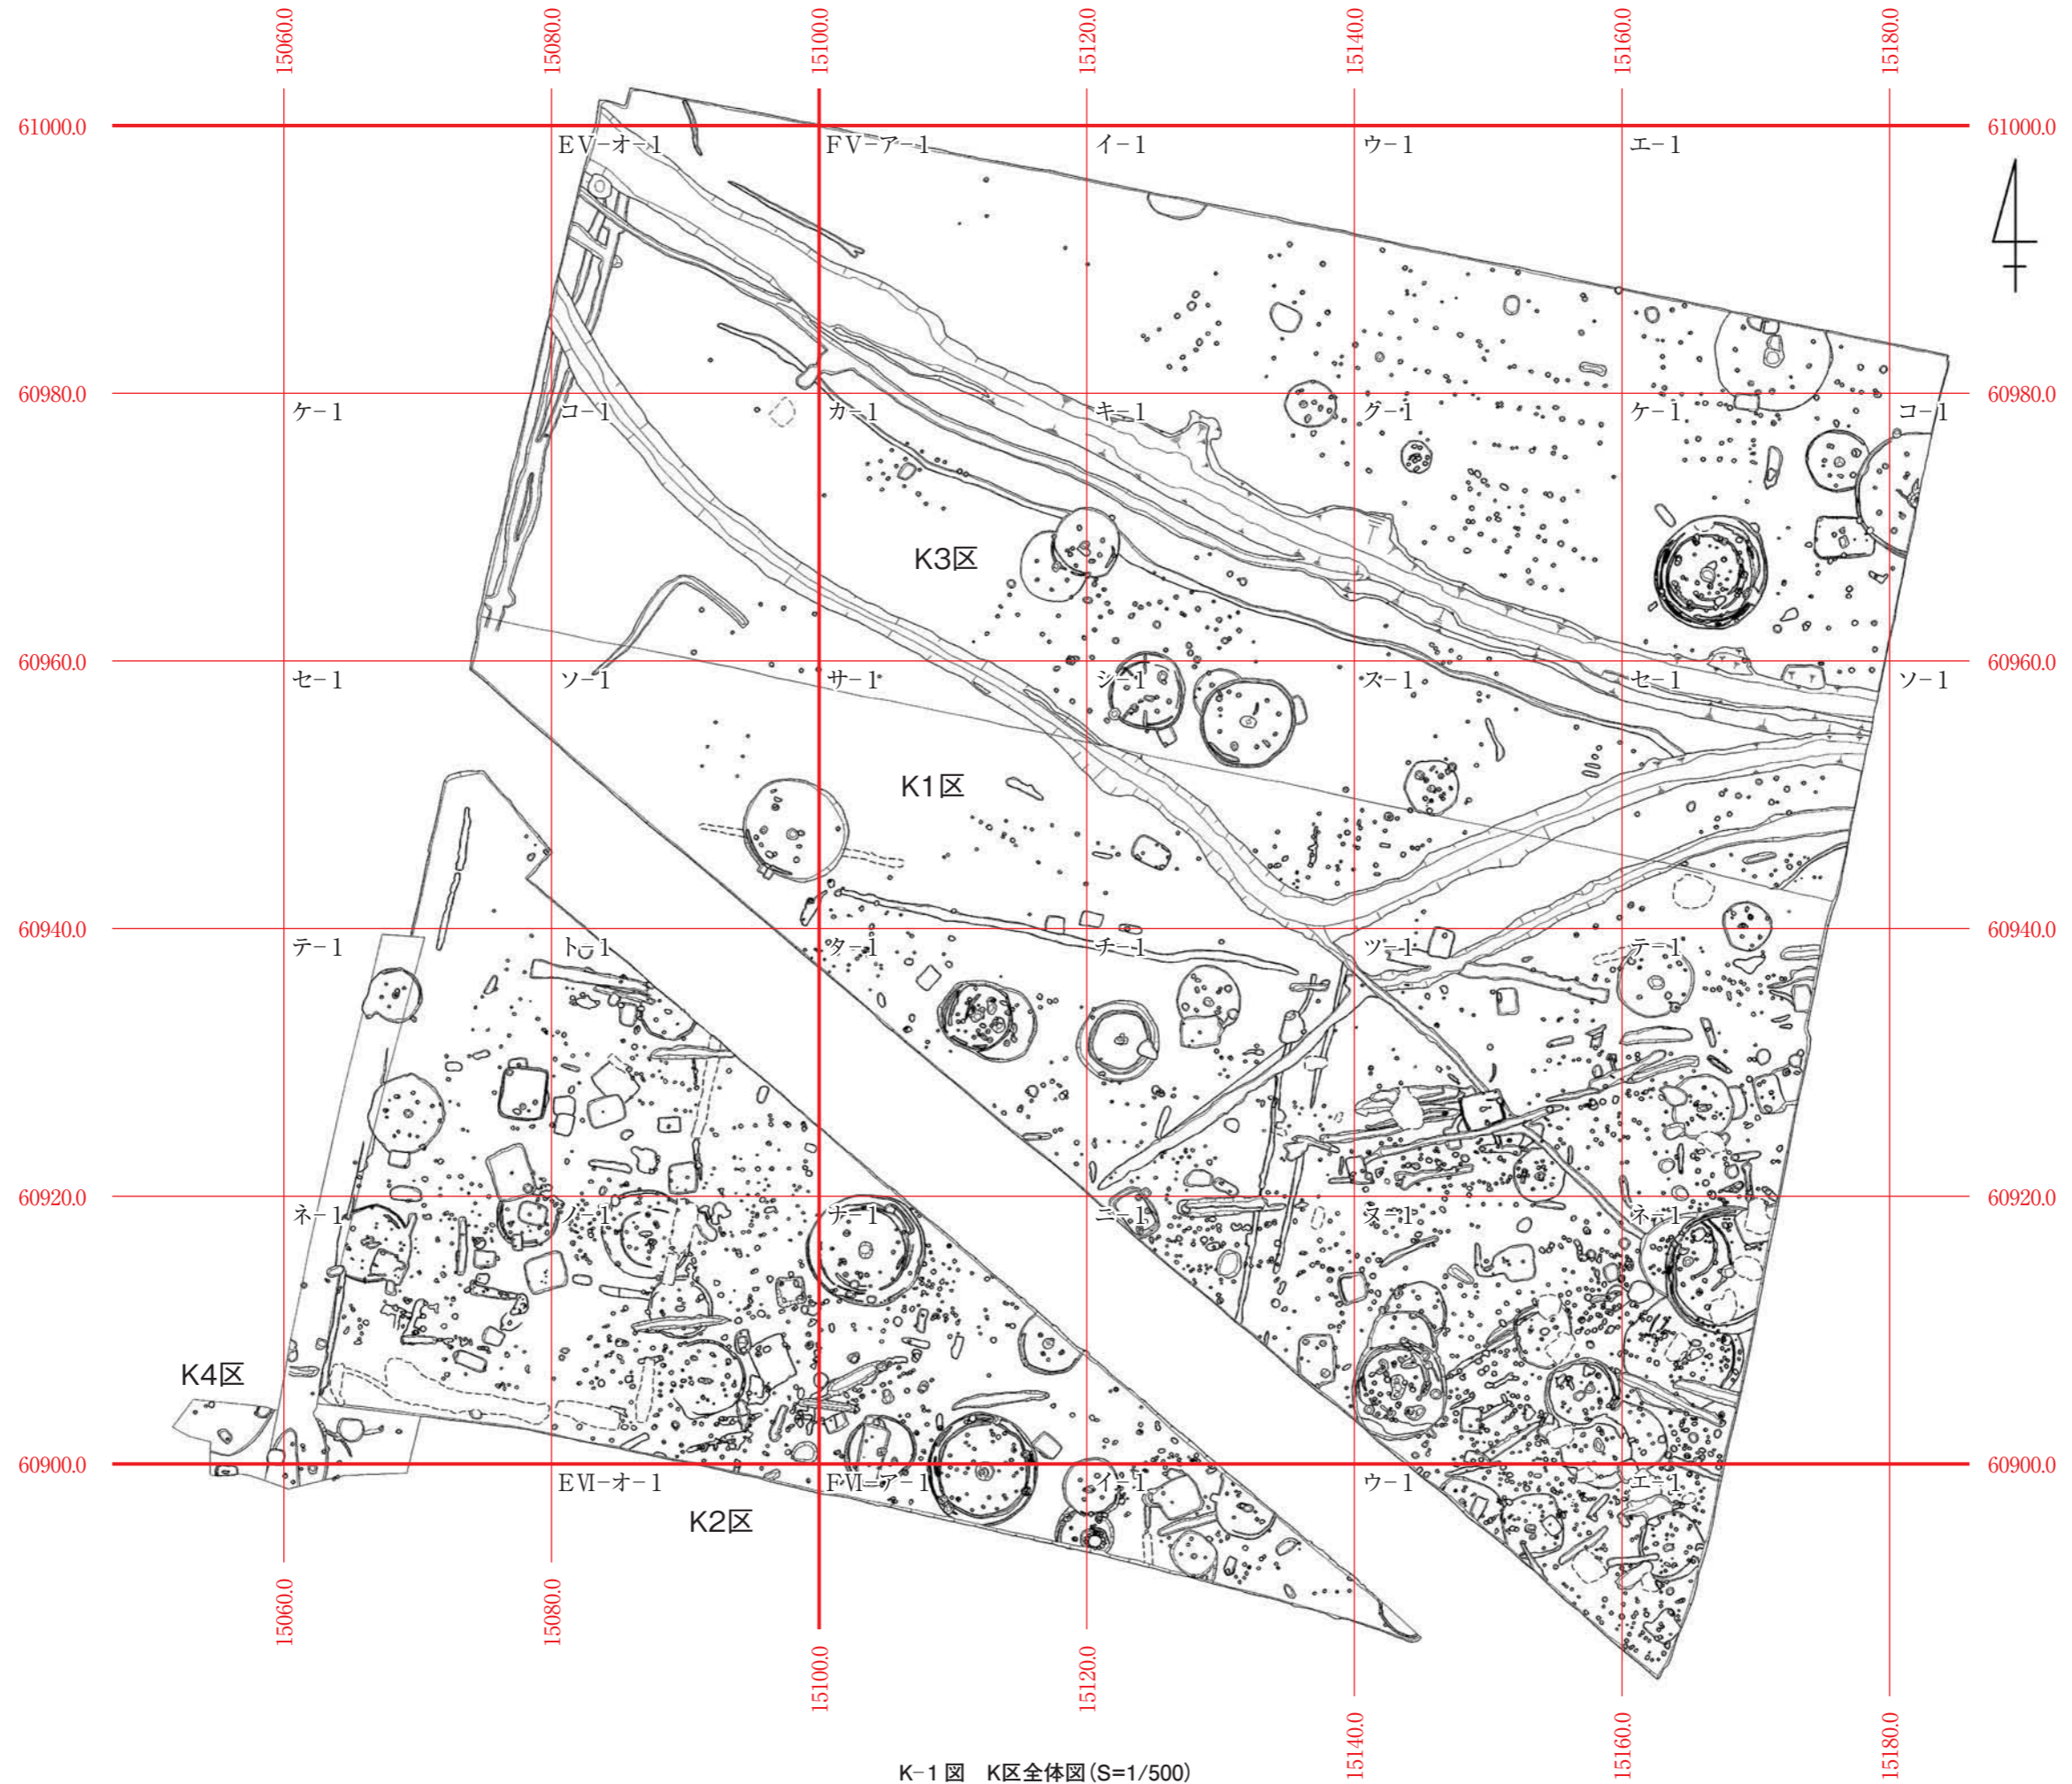 15060.0 15080.0 15100.0 15120.0 15140.0 15160.0 15180.0
61000.0 61000.0
EⅤ-オ-1 FⅤ-ア-1 イ-1 ウ-1 エ-1
60980.0 60980.0
ケ-1 コ-1 カ-1 キ-1 グ-1 ケ-1 コ-1
K3区
60960.0 60960.0
セ-1 ソ-1 サ-1 シ-1 ス-1 セ-1 ソ-1
K1区
60940.0 60940.0
テ-1 ト-1 タ-1 チ-1 ツ-1 テ-1
60920.0 60920.0
ネ-1 ノ-1 ナ-1 ニ-1 ヌ-1 ネ-1
K4区
60900.0 60900.0
EⅥ-オ-1 FⅥ-ア-1 イ-1 ウ-1 エ-1
K2区
15060.0 15080.0 15100.0 15120.0 15140.0 15160.0 15180.0
K-1図 K区全体図(S=1/500)